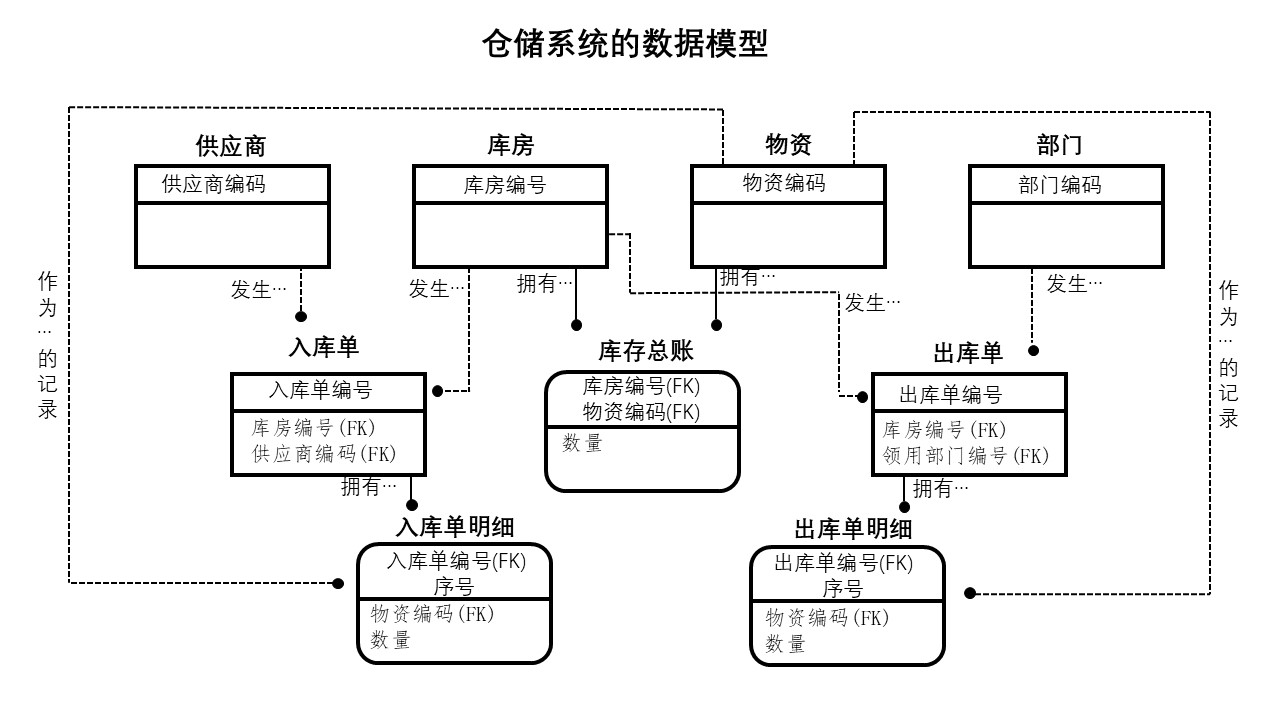 仓储系统的数据模型
供应商
库房
物资
部门
供应商编码
库房编号
物资编码
部门编码
发生…
发生…
拥有…
拥有…
发生…
发生…
作为…的记录
作为…的记录
入库单
库存总账
出库单
入库单编号
库房编号(FK)
供应商编码(FK)
库房编号(FK)
物资编码(FK)
数量
出库单编号
库房编号(FK)
领用部门编号(FK)
拥有…
拥有…
入库单明细
出库单明细
入库单编号(FK)
序号
物资编码(FK)
数量
出库单编号(FK)
序号
物资编码(FK)
数量